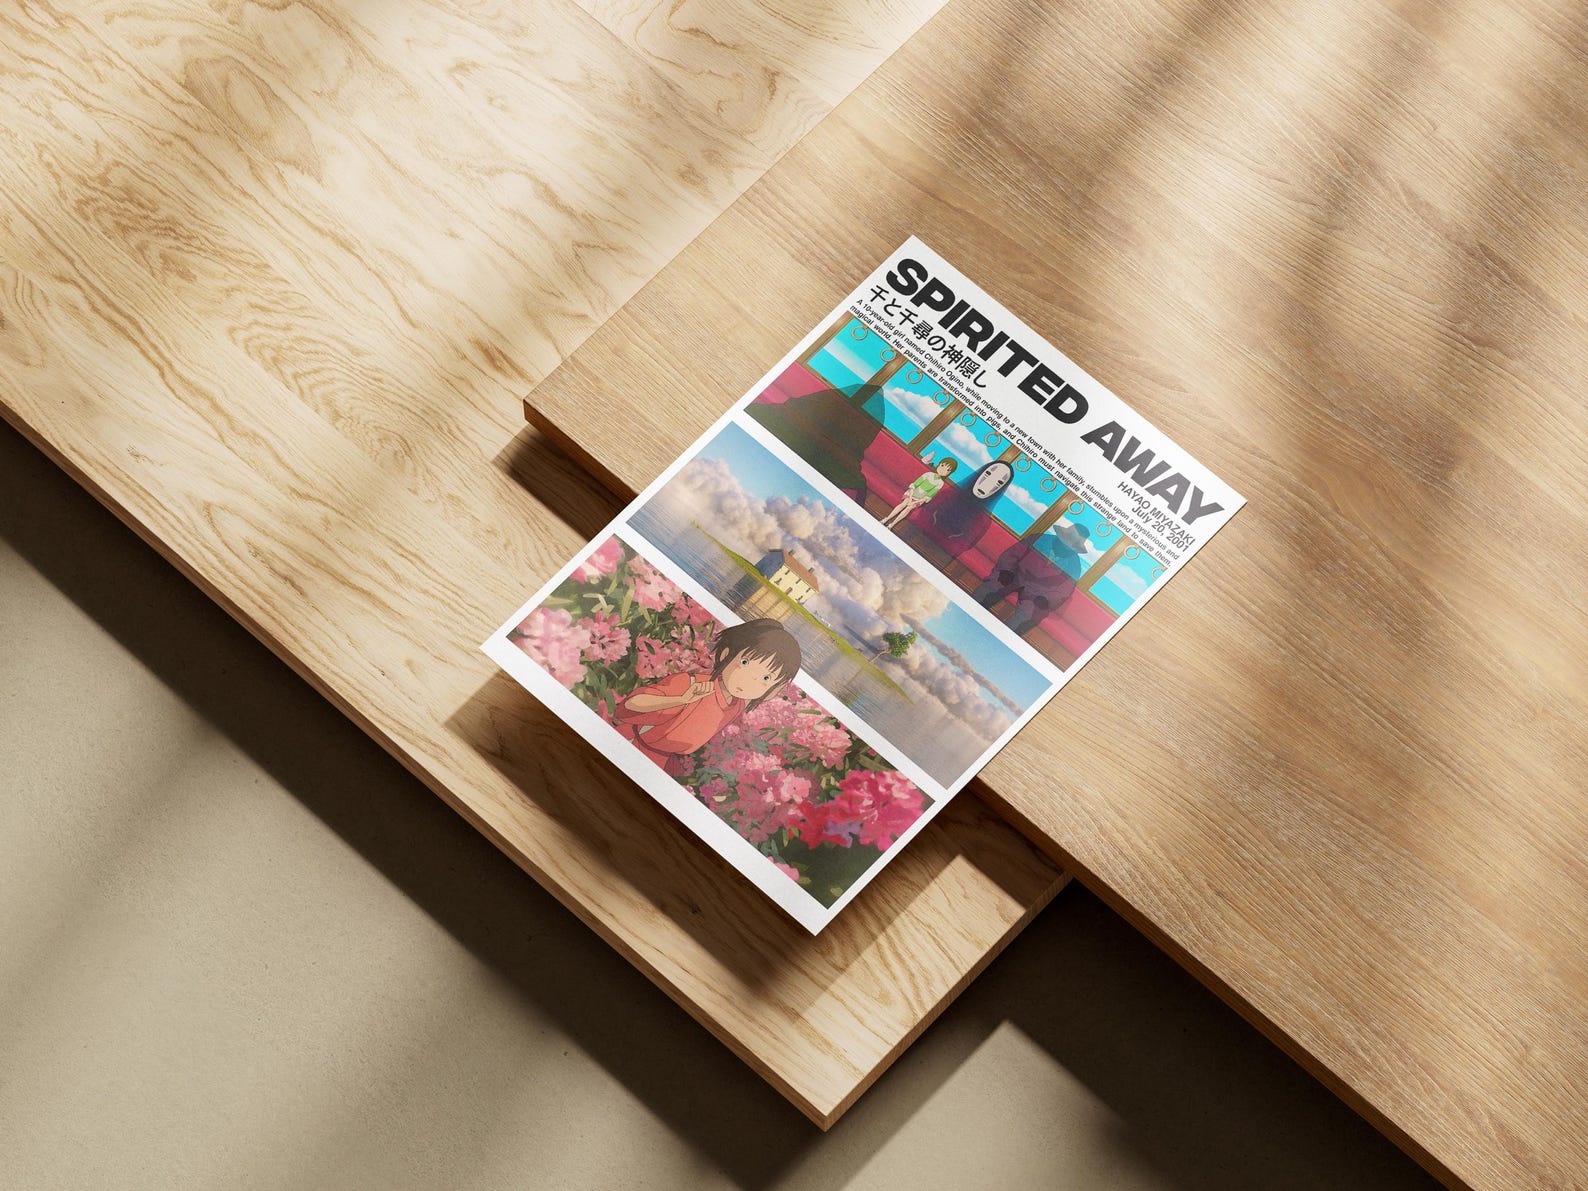 SPIRITED AWAY
千と千尋の神隠し
HAYAO MIYAZAKI
July 20, 2001
A 10-year-old girl named Chihiro Ogino, while moving to a new town with her family, stumbles upon a mysterious and
magical world. Her parents are transformed into pigs, and Chihiro must navigate this strange land to save them.